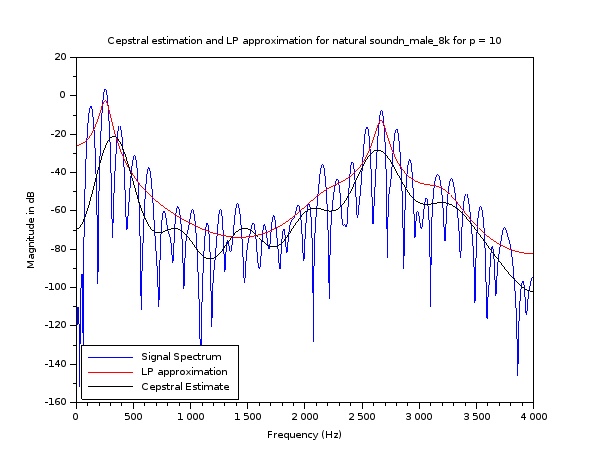 Cepstral estimation and LP approximation for natural soundn_male_8k for p = 10
20
0
-20
-40
-60
-80
-100
-120
-140
-160
Magnitude in dB
Signal Spectrum
LP approximation
Cepstral Estimate
0 500 1 000 1 500 2 000 2 500 3 000 3 500 4 000
Frequency (Hz)